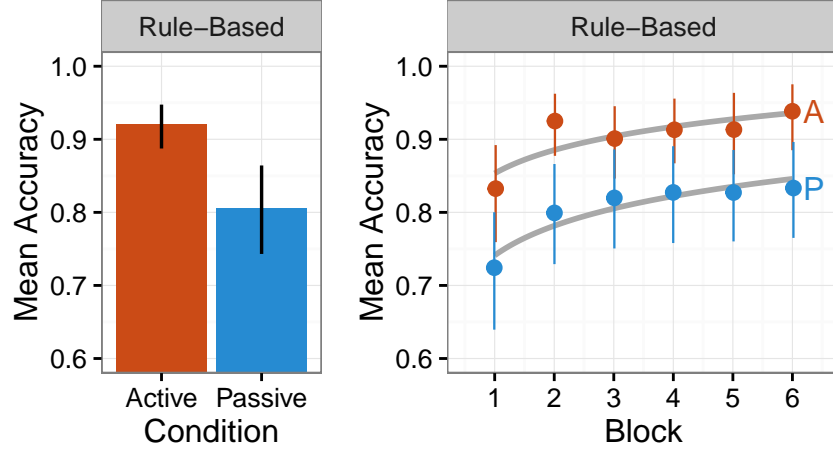 Rule−Based
Mean Accuracy
1.0
0.9
0.8
0.7
0.6
Active Passive
Condition
Rule−Based
Mean Accuracy
1.0
0.9
0.8
0.7
0.6
A
P
1 2 3 4 5 6
Block